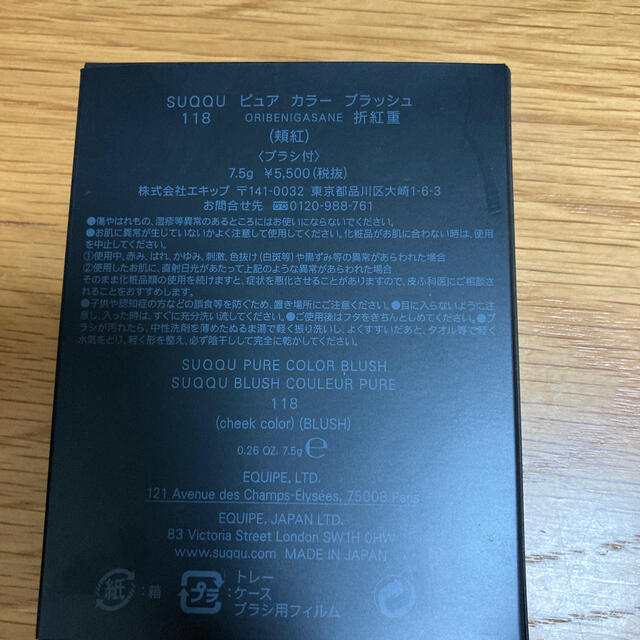 SUQQU ピュア カラー ブラッシュ
118 ORIBENIGASANE 折紅重
(頬紅)
〈ブラシ付〉
7.5g ¥5,500(税抜)
株式会社エキップ 〒141-0032 東京都品川区大崎1-6-3
お問合せ先 0120-988-761
●傷やはれもの、湿疹等異常のあるところにはお使いにならないでください。
●お肌に異常が生じていないかよく注意して使用してください。化粧品がお肌に合わない時は、使用
を中止してください。
①使用中、赤み、はれ、かゆみ、刺激、色抜け(白斑等)や黒ずみ等の異常があらわれた場合
②使用したお肌に、直射日光があたって上記のような異常があらわれた場合
そのまま化粧品類の使用を続けますと、症状を悪化させることがありますので、皮ふ科医にご相談さ
れることをおすすめします。
●子供や認知症の方などの誤食等を防ぐため、置き場所にご注意ください。●目に入らないように注
意し、入った時は、すぐに充分洗い流してください。●ご使用後はフタをきちんとしめてください。●ブ
ラシが汚れたら、中性洗剤を薄めたぬるま湯で軽く振り洗いし、よくすすいだあと、タオル等で軽く
水気をとり、軽く形を整え、必ず陰干しして完全に乾かしてください。
SUQQU PURE COLOR BLUSH
SUQQU BLUSH COULEUR PURE
118
(cheek color) (BLUSH)
0.26 OZ. 7.5g ℮
EQUIPE, LTD.
121 Avenue des Champs-Élysées, 75008 Paris
EQUIPE, JAPAN LTD.
83 Victoria Street London SW1H 0HW
www.suqqu.com MADE IN JAPAN
紙 :箱 プラ トレー
ケース
ブラシ用フィルム